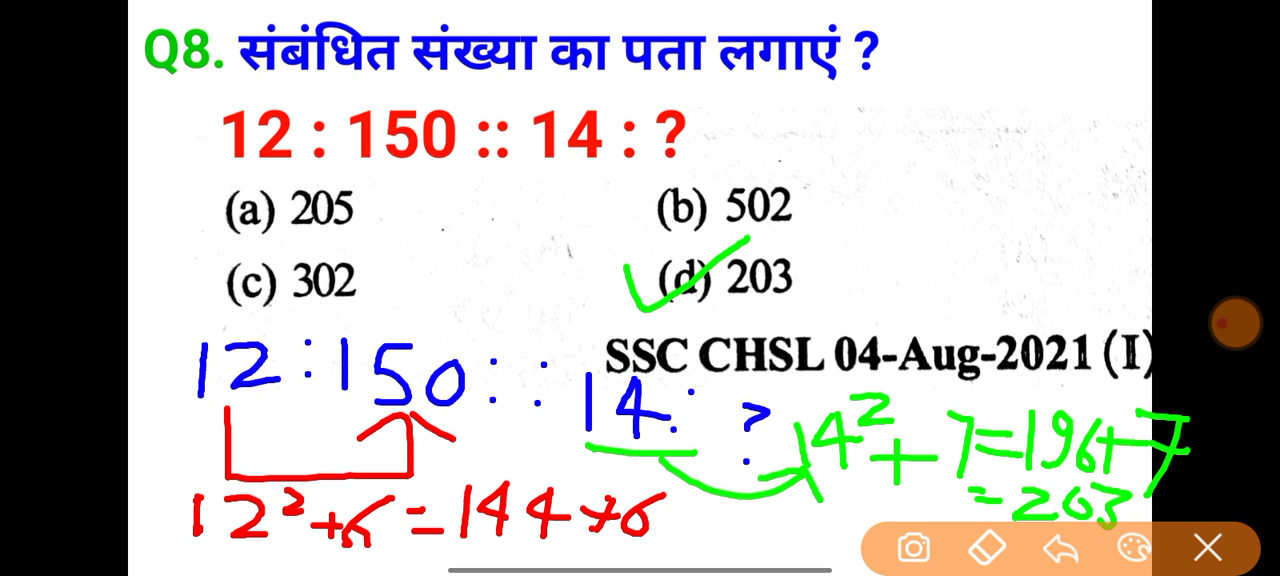 Q8. संबंधित संख्या का पता लगाएं ?
12 : 150 :: 14 : ?
(a) 205 (b) 502
(c) 302 (d) 203
SSC CHSL 04-Aug-2021 (I)
12 : 150 :: 14 : ?
12²+6=144+6
14²+7=196+7
=203